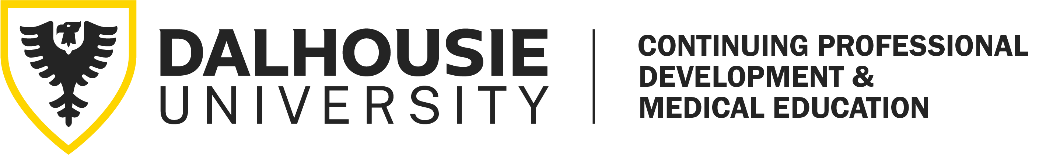 DALHOUSIE
UNIVERSITY
CONTINUING PROFESSIONAL
DEVELOPMENT &
MEDICAL EDUCATION